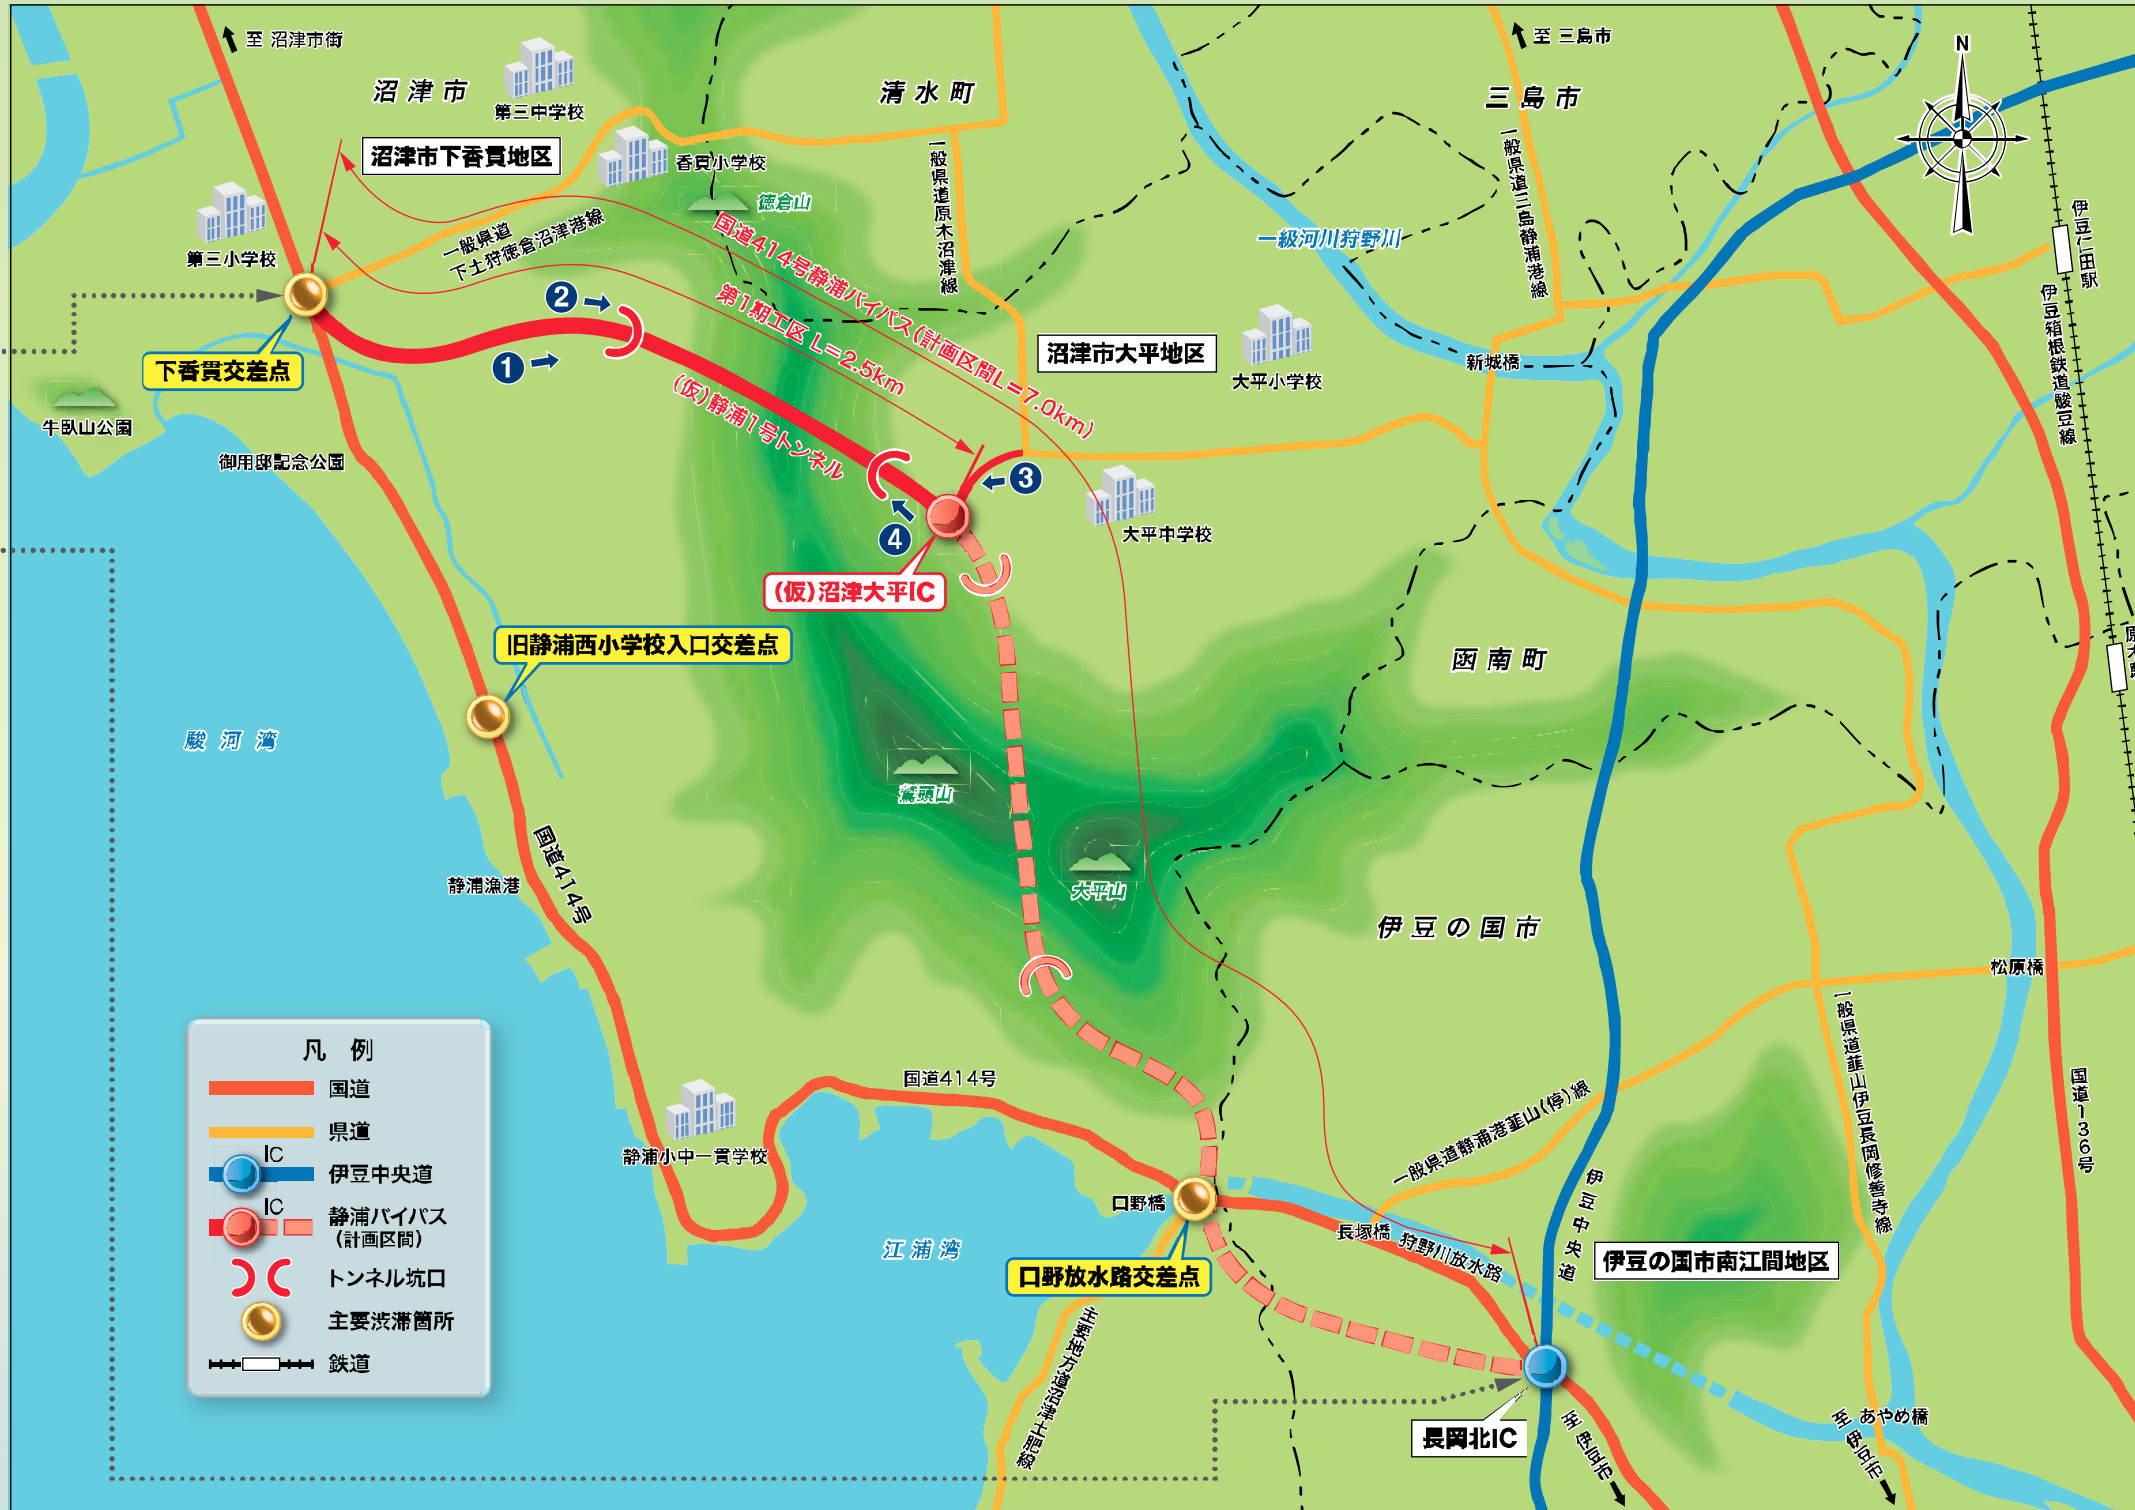 至 沼津市街
沼津市
第三中学校
清水町
至 三島市
三島市
N
沼津市下香貫地区
香貫小学校
徳倉山
一般県道原木沼津線
一般県道三島静浦港線
第三小学校
一般県道
下土狩徳倉沼津港線
国道414号静浦バイパス(計画区間L=7.0km)
第1期工区 L=2.5km
(仮)静浦1号トンネル
一級河川狩野川
伊豆仁田駅
伊豆箱根鉄道駿豆線
2
1
下香貫交差点
牛臥山公園
御用邸記念公園
沼津市大平地区
大平小学校
新城橋
3
4
大平中学校
(仮)沼津大平IC
旧静浦西小学校入口交差点
函南町
駿河湾
鷲頭山
大平山
国道414号
静浦漁港
伊豆の国市
松原橋
一般県道韮山伊豆長岡修善寺線
国道136号
凡 例
国道
県道
IC
伊豆中央道
IC
静浦バイパス
(計画区間)
トンネル坑口
主要渋滞箇所
鉄道
国道414号
静浦小中一貫学校
江浦湾
口野橋
一般県道静浦港韮山(停)線
長塚橋
狩野川放水路
伊豆中央道
口野放水路交差点
伊豆の国市南江間地区
主要地方道沼津土肥線
長岡北IC
至 伊豆市
あやめ橋
至 伊豆市